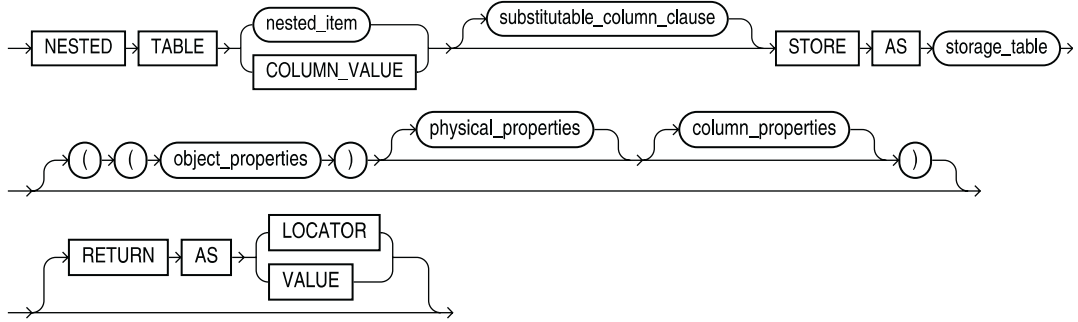 substitutable_column_clause
nested_item
NESTED TABLE COLUMN_VALUE STORE AS storage_table
physical_properties column_properties
( ( object_properties ) )
LOCATOR
RETURN AS VALUE